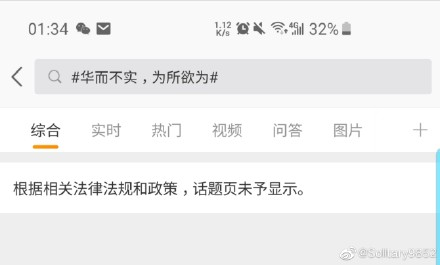 01:34
1.12 K/s 4G 32%
#华而不实，为所欲为#
综合 实时 热门 视频 问答 图片
根据相关法律法规和政策，话题页未予显示。
@Solitary9852